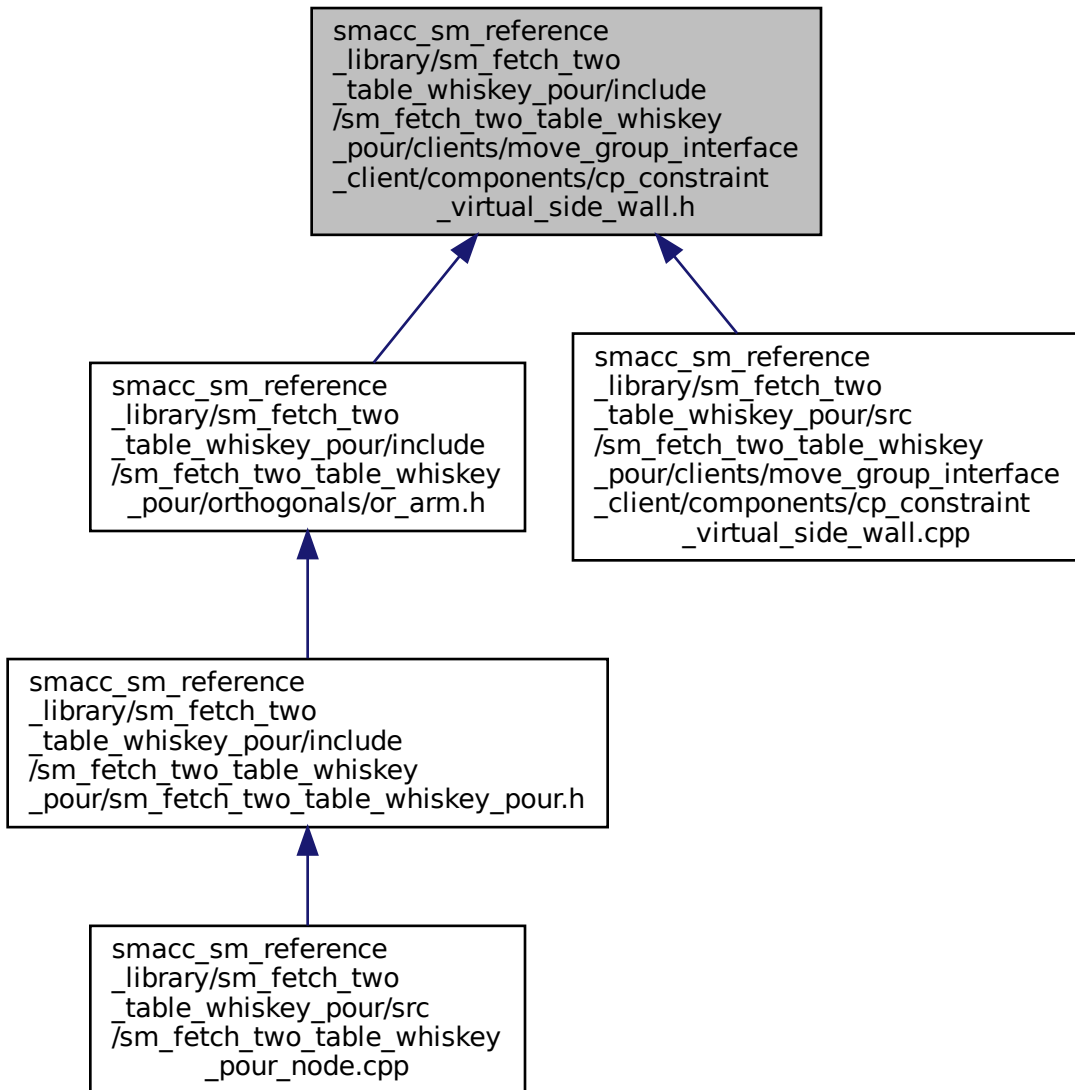 smacc_sm_reference
_library/sm_fetch_two
_table_whiskey_pour/include
/sm_fetch_two_table_whiskey
_pour/clients/move_group_interface
_client/components/cp_constraint
_virtual_side_wall.h
smacc_sm_reference
_library/sm_fetch_two
_table_whiskey_pour/include
/sm_fetch_two_table_whiskey
_pour/orthogonals/or_arm.h
smacc_sm_reference
_library/sm_fetch_two
_table_whiskey_pour/src
/sm_fetch_two_table_whiskey
_pour/clients/move_group_interface
_client/components/cp_constraint
_virtual_side_wall.cpp
smacc_sm_reference
_library/sm_fetch_two
_table_whiskey_pour/include
/sm_fetch_two_table_whiskey
_pour/sm_fetch_two_table_whiskey_pour.h
smacc_sm_reference
_library/sm_fetch_two
_table_whiskey_pour/src
/sm_fetch_two_table_whiskey
_pour_node.cpp